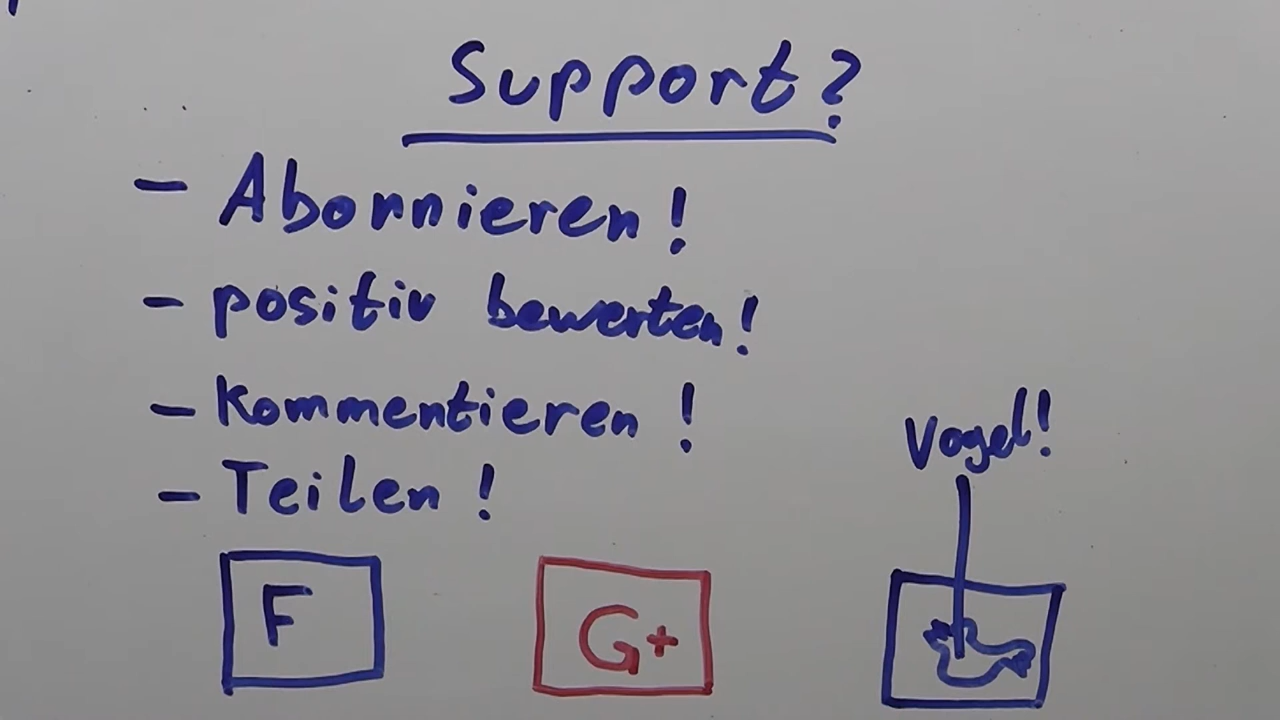 Support?
- Abonnieren!
- positiv bewerten!
- Kommentieren!
- Teilen!
Vogel!
F
G+